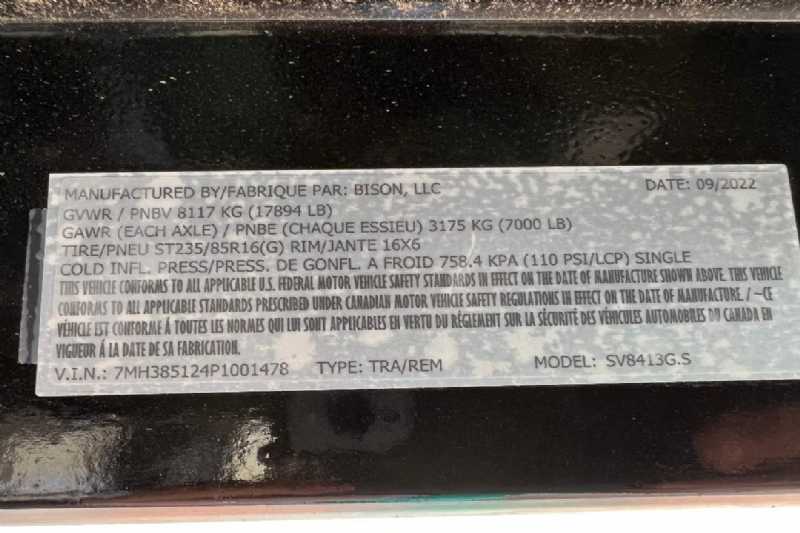 MANUFACTURED BY/FABRIQUE PAR: BISON, LLC DATE: 09/2022
GVWR / PNBV 8117 KG (17894 LB)
GAWR (EACH AXLE) / PNBE (CHAQUE ESSIEU) 3175 KG (7000 LB)
TIRE/PNEU ST235/85R16(G) RIM/JANTE 16X6
COLD INFL. PRESS/PRESS. DE GONFL. A FROID 758.4 KPA (110 PSI/LCP) SINGLE
THIS VEHICLE CONFORMS TO ALL APPLICABLE U.S. FEDERAL MOTOR VEHICLE SAFETY STANDARDS IN EFFECT ON THE DATE OF MANUFACTURE SHOWN ABOVE. THIS VEHICLE
CONFORMS TO ALL APPLICABLE STANDARDS PRESCRIBED UNDER CANADIAN MOTOR VEHICLE SAFETY REGULATIONS IN EFFECT ON THE DATE OF MANUFACTURE. / –CE
VÉHICLE EST CONFORME Á TOUTES LES NORMES QUI LUI SONT APPLICABLES EN VERTU DU RÉGLEMENT SUR LA SÉCURITÉ DES VÉHICULES AUTOMOBILES DU CANADA EN
VIGUEUR Á LA DATE DE SA FABRICATION.
V.I.N.: 7MH385124P1001478 TYPE: TRA/REM MODEL: SV8413G.S